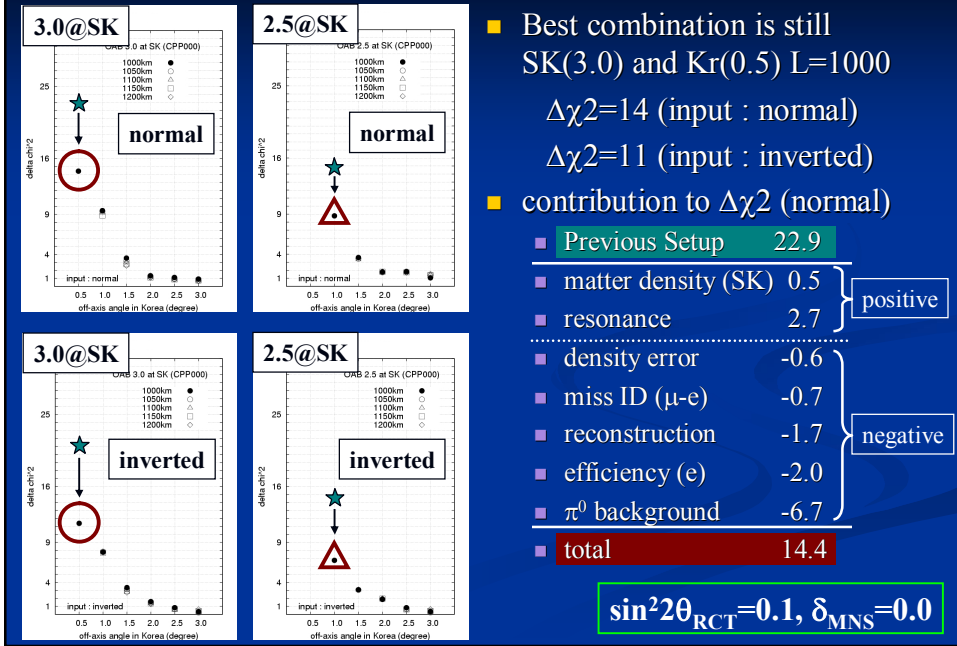 3.0@SK
OAB 3.0 at SK (CPP000)
1000km
1050km
1100km
1150km
1200km
normal
delta chi^2
25
16
9
4
1
input : normal
0.5 1.0 1.5 2.0 2.5 3.0
off-axis angle in Korea (degree)
2.5@SK
OAB 2.5 at SK (CPP000)
1000km
1050km
1100km
1150km
1200km
normal
delta chi^2
25
16
9
4
1
input : normal
0.5 1.0 1.5 2.0 2.5 3.0
off-axis angle in Korea (degree)
3.0@SK
OAB 3.0 at SK (CPP000)
1000km
1050km
1100km
1150km
1200km
inverted
delta chi^2
25
16
9
4
1
input : inverted
0.5 1.0 1.5 2.0 2.5 3.0
off-axis angle in Korea (degree)
2.5@SK
OAB 2.5 at SK (CPP000)
1000km
1050km
1100km
1150km
1200km
inverted
delta chi^2
25
16
9
4
1
input : inverted
0.5 1.0 1.5 2.0 2.5 3.0
off-axis angle in Korea (degree)
Best combination is still
SK(3.0) and Kr(0.5) L=1000
Δχ2=14 (input : normal)
Δχ2=11 (input : inverted)
contribution to Δχ2 (normal)
Previous Setup 22.9
matter density (SK) 0.5
resonance 2.7
positive
density error -0.6
miss ID (μ-e) -0.7
reconstruction -1.7
efficiency (e) -2.0
π⁰ background -6.7
negative
total 14.4
sin²2θ_RCT=0.1, δ_MNS=0.0